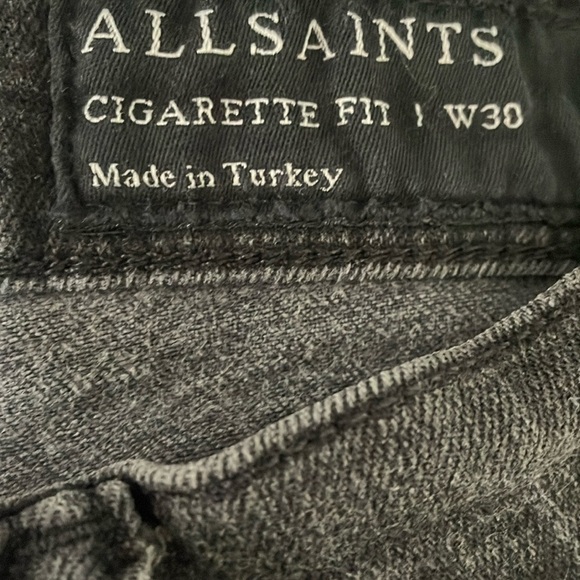 ALLSAINTS
CIGARETTE FIT | W30
Made in Turkey